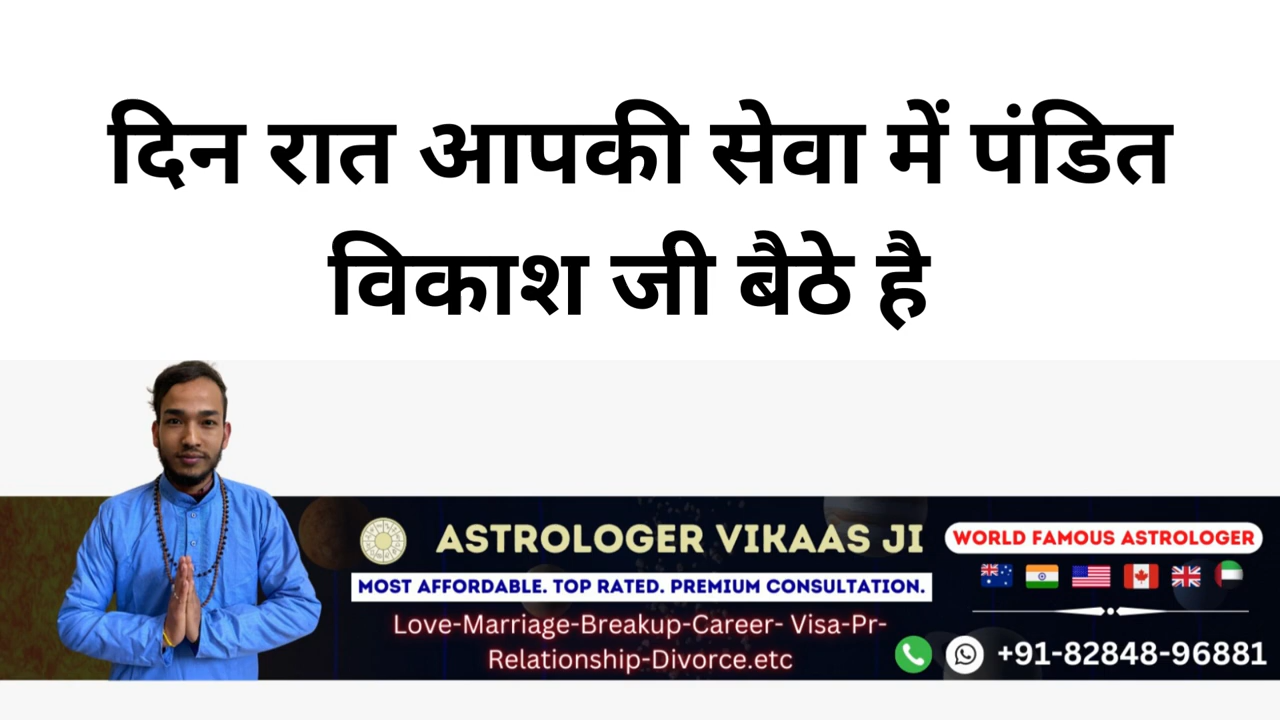 दिन रात आपकी सेवा में पंडित
विकाश जी बैठे है
ASTROLOGER VIKAAS JI
MOST AFFORDABLE. TOP RATED. PREMIUM CONSULTATION.
Love-Marriage-Breakup-Career- Visa-Pr-
Relationship-Divorce.etc
WORLD FAMOUS ASTROLOGER
+91-82848-96881